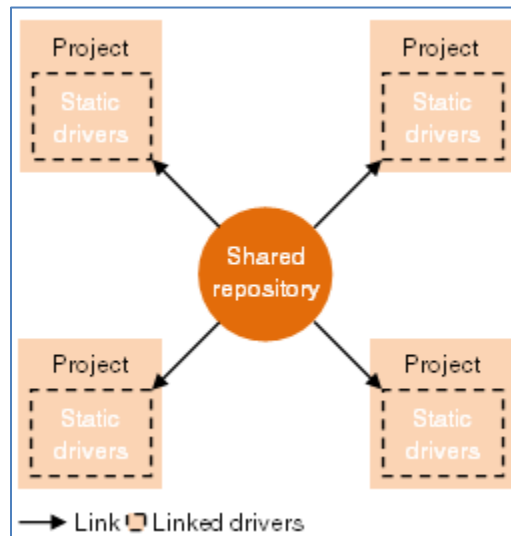 Project
Static
drivers
Project
Static
drivers
Shared
repository
Project
Static
drivers
Project
Static
drivers
Link Linked drivers